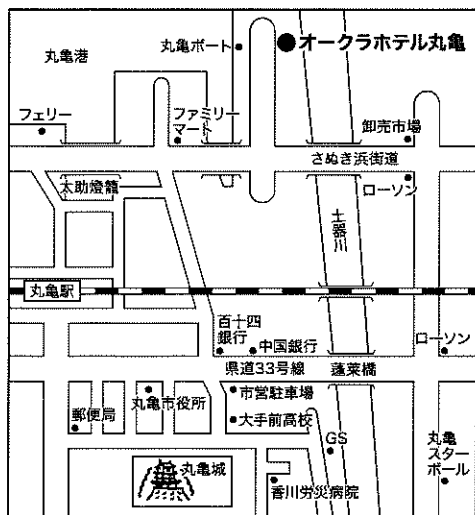 丸亀港
丸亀ボート
オークラホテル丸亀
フェリー
ファミリー
マート
卸売市場
さぬき浜街道
太助燈籠
ローソン
土器川
丸亀駅
百十四
銀行
中国銀行
ローソン
県道33号線
蓬莱橋
丸亀市役所
市営駐車場
郵便局
大手前高校
GS
丸亀
スター
ボール
丸亀城
香川労災病院